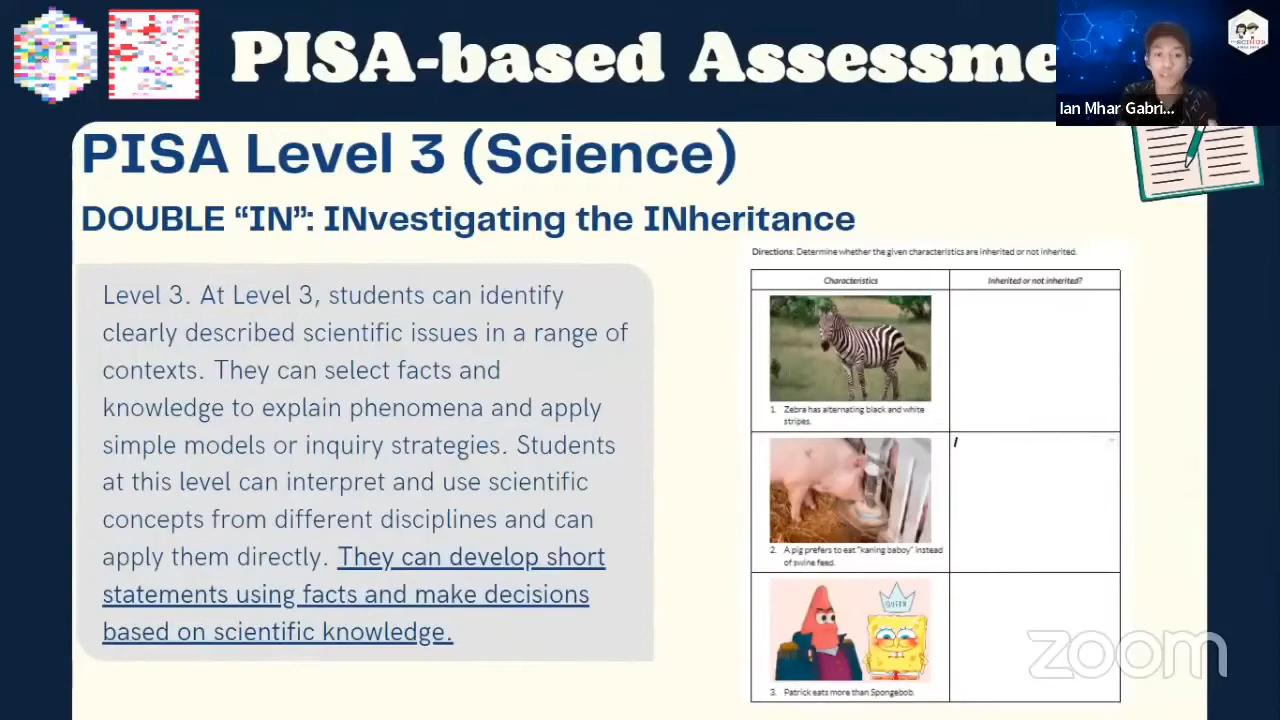 PISA-based Assessme
Ian Mhar Gabri...
PISA Level 3 (Science)
DOUBLE “IN”: INvestigating the INheritance
Level 3. At Level 3, students can identify
clearly described scientific issues in a range of
contexts. They can select facts and
knowledge to explain phenomena and apply
simple models or inquiry strategies. Students
at this level can interpret and use scientific
concepts from different disciplines and can
apply them directly. They can develop short
statements using facts and make decisions
based on scientific knowledge.
Directions: Determine whether the given characteristics are inherited or not inherited.
Characteristics
Inherited or not inherited?
1. Zebra has alternating black and white
stripes.
2. A pig prefers to eat "kaning baboy" instead
of swine feed.
QUEEN
3. Patrick eats more than Spongebob.
zoom